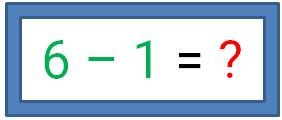 6 – 1 = ?